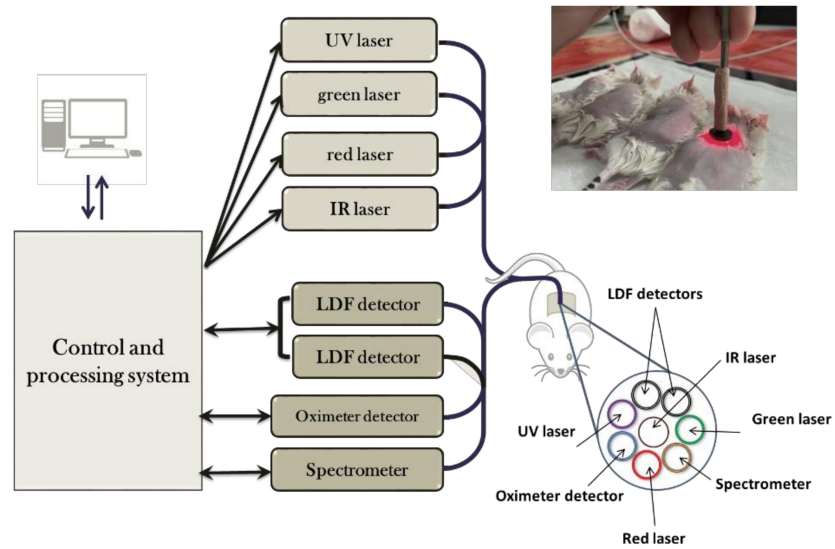 UV laser
green laser
red laser
IR laser
Control and
processing system
LDF detector
LDF detector
Oximeter detector
Spectrometer
LDF detectors
IR laser
Green laser
UV laser
Spectrometer
Oximeter detector
Red laser